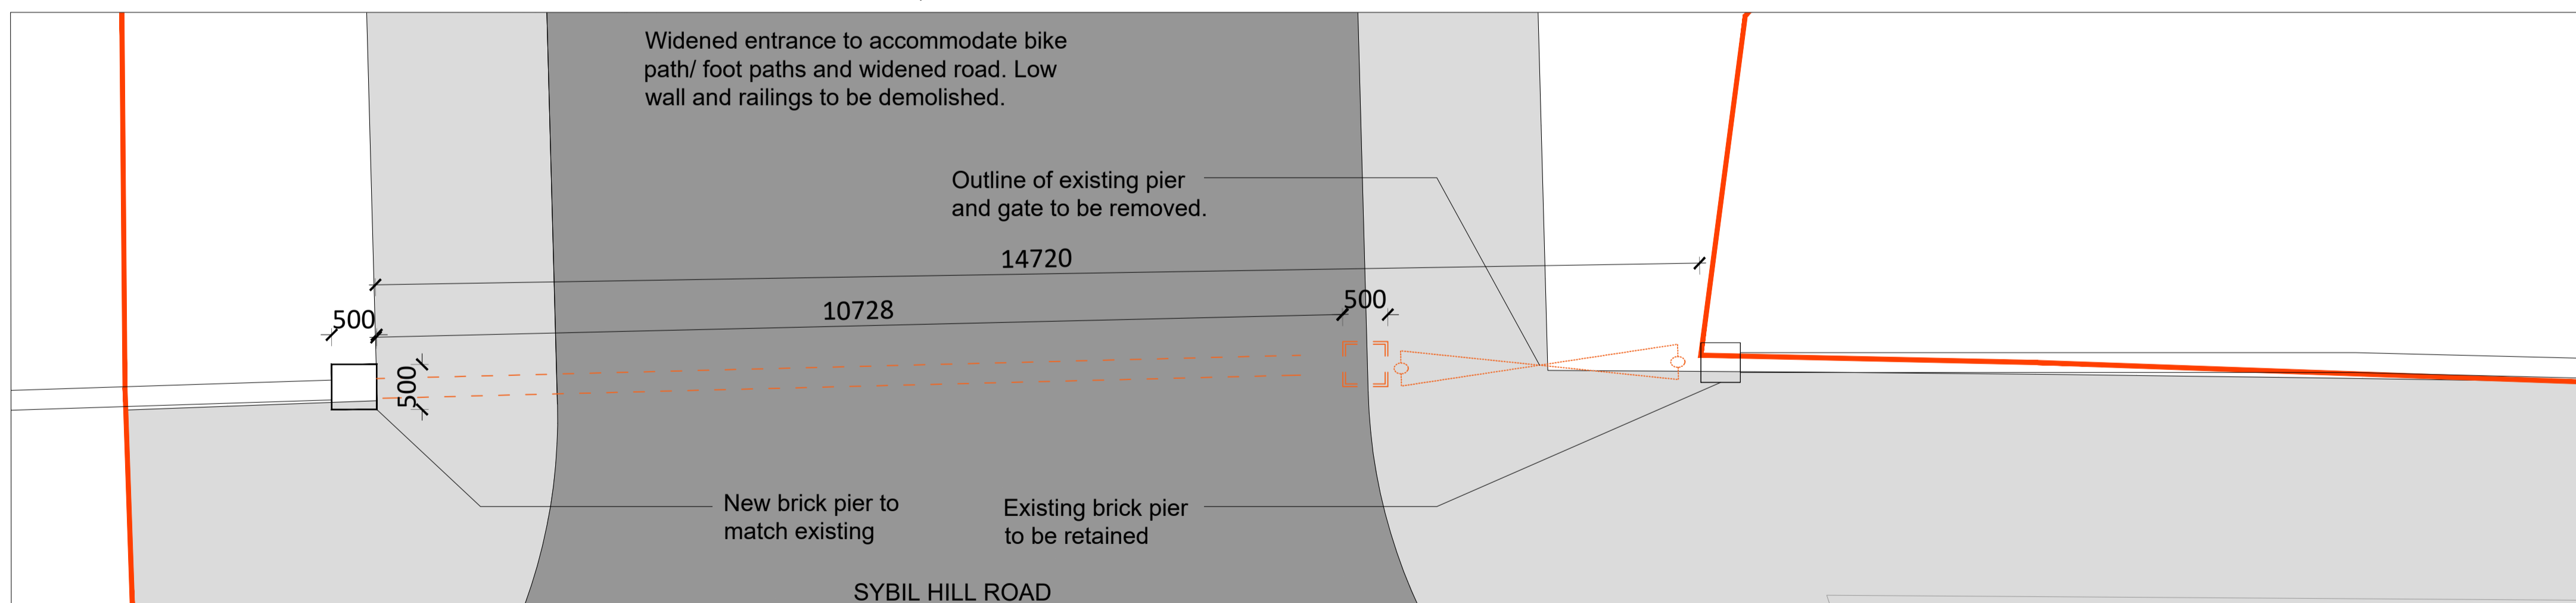 Widened entrance to accommodate bike
path/ foot paths and widened road. Low
wall and railings to be demolished.
Outline of existing pier
and gate to be removed.
14720
10728
500
500
500
New brick pier to
match existing
Existing brick pier
to be retained
SYBIL HILL ROAD